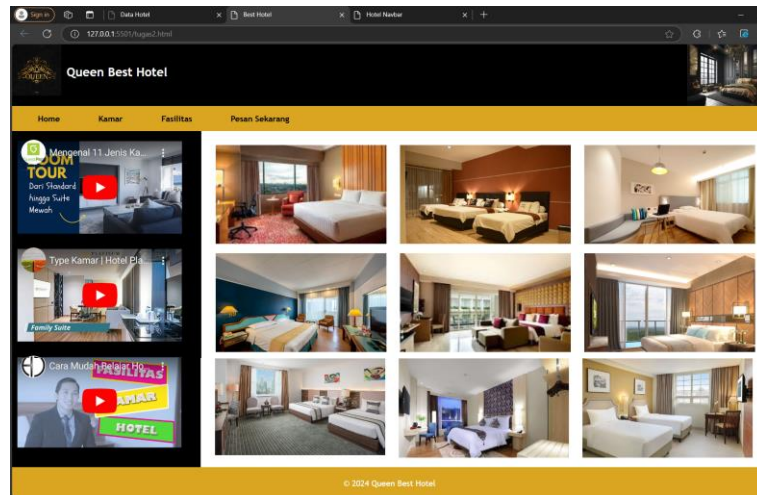 Sign in
Data Hotel
Best Hotel
Hotel Navbar
127.0.0.1:5501/tugas2.html
QUEEN
Queen Best Hotel
Home Kamar Fasilitas Pesan Sekarang
Mengenal 11 Jenis Ka...
ROOM
TOUR
Dari Standard
hingga Suite
Mewah
Type Kamar | Hotel Pla...
Family Suite
Cara Mudah Belajar Ho...
FASILITAS
KAMAR
HOTEL
© 2024 Queen Best Hotel